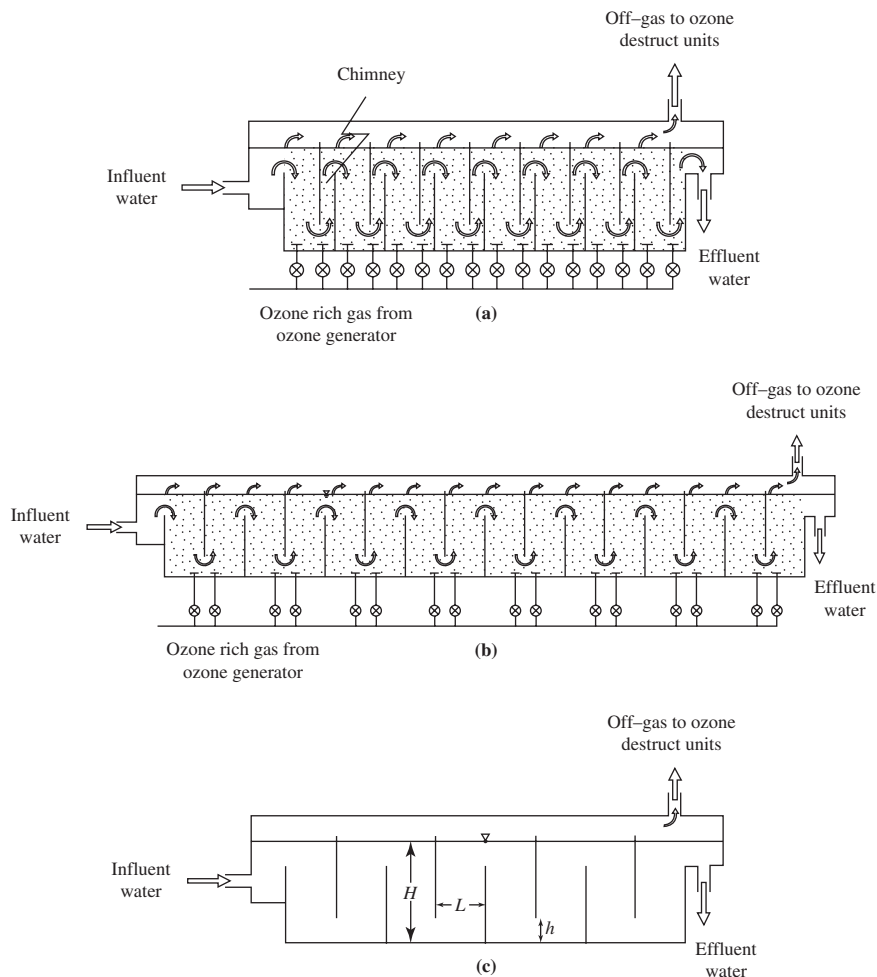 Off–gas to ozone
destruct units
Chimney
Influent
water
Effluent
water
Ozone rich gas from
ozone generator
(a)
Off–gas to ozone
destruct units
Influent
water
Effluent
water
Ozone rich gas from
ozone generator
(b)
Off–gas to ozone
destruct units
Influent
water
H
L
h
Effluent
water
(c)